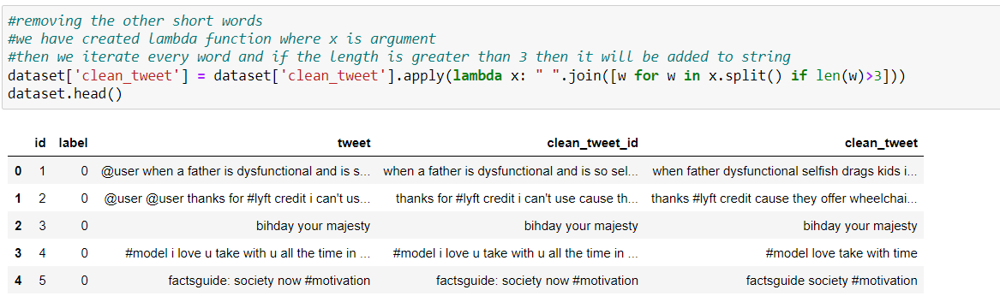 #removing the other short words
#we have created lambda function where x is argument
#then we iterate every word and if the length is greater than 3 then it will be added to string
dataset['clean_tweet'] = dataset['clean_tweet'].apply(lambda x: " ".join([w for w in x.split() if len(w)>3]))
dataset.head()
id label tweet clean_tweet_id clean_tweet
0 1 0 @user when a father is dysfunctional and is s... when a father is dysfunctional and is so sel... when father dysfunctional selfish drags kids i...
1 2 0 @user @user thanks for #lyft credit i can't us... thanks for #lyft credit i can't use cause th... thanks #lyft credit cause they offer wheelchai...
2 3 0 bihday your majesty bihday your majesty bihday your majesty
3 4 0 #model i love u take with u all the time in ... #model i love u take with u all the time in ... #model love take with time
4 5 0 factsguide: society now #motivation factsguide: society now #motivation factsguide society #motivation